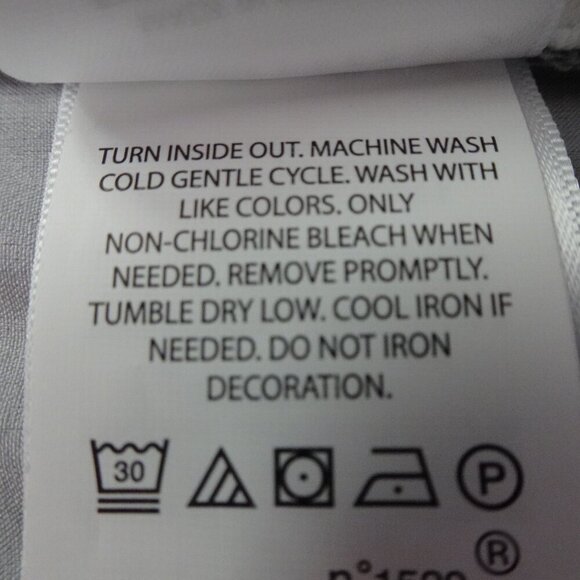 TURN INSIDE OUT. MACHINE WASH
COLD GENTLE CYCLE. WASH WITH
LIKE COLORS. ONLY
NON-CHLORINE BLEACH WHEN
NEEDED. REMOVE PROMPTLY.
TUMBLE DRY LOW. COOL IRON IF
NEEDED. DO NOT IRON
DECORATION.
30 P
®